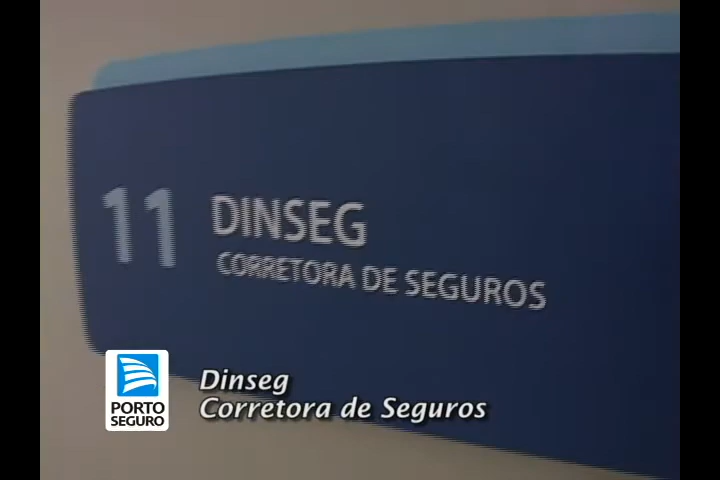 11 DINSEG
CORRETORA DE SEGUROS
PORTO
SEGURO
Dinseg
Corretora de Seguros